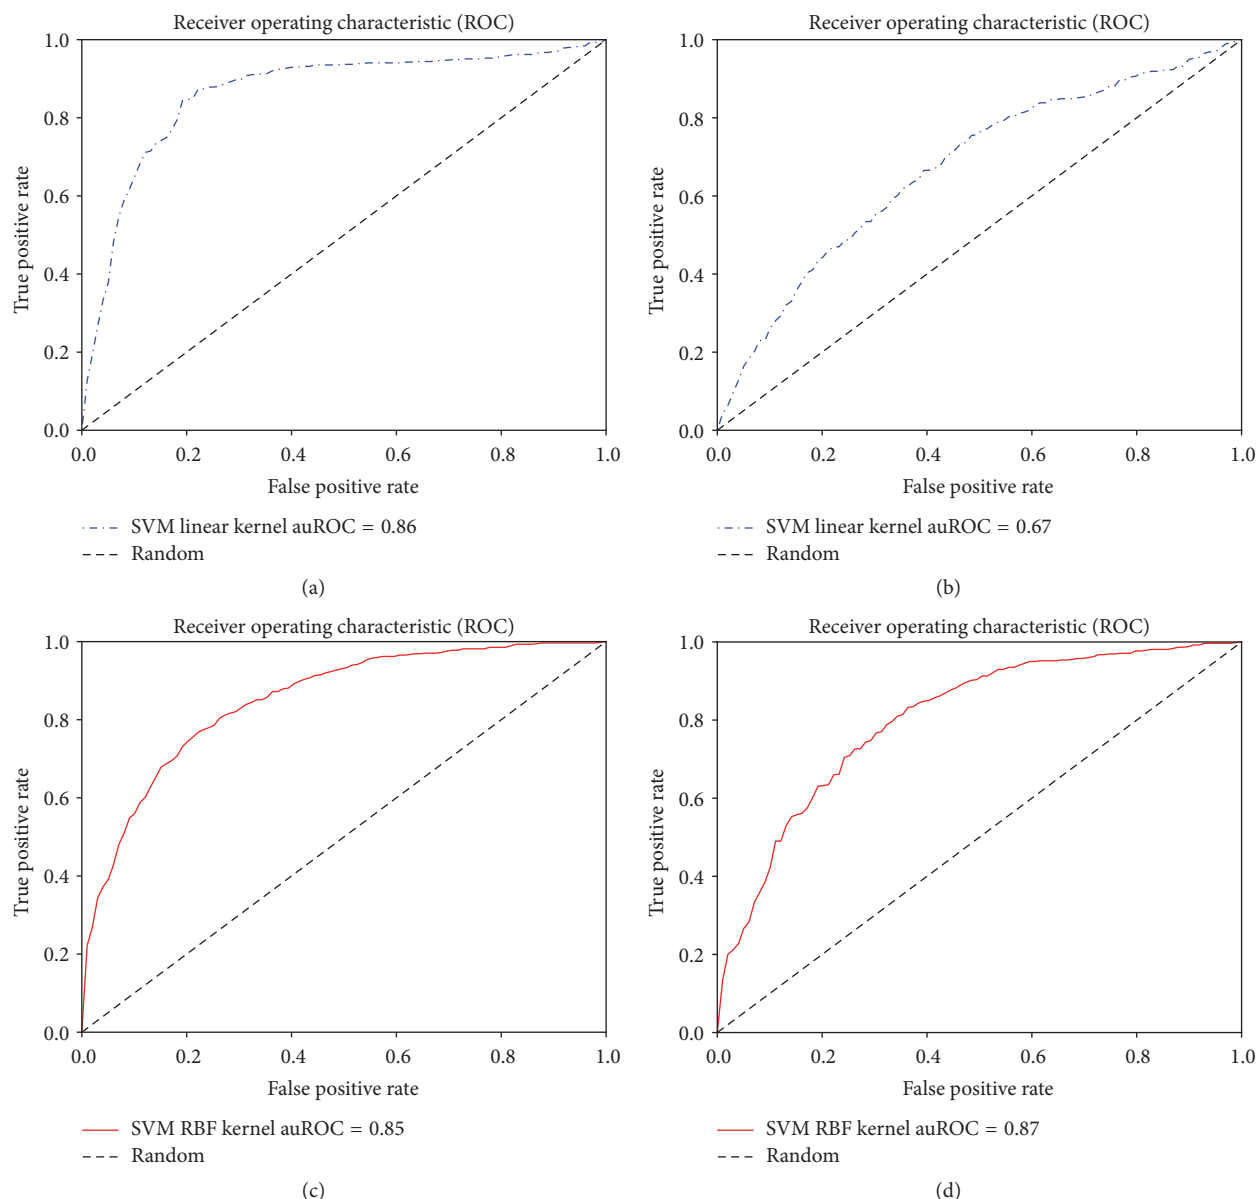 Receiver operating characteristic (ROC)
1.0
0.8
0.6
0.4
0.2
0.0
True positive rate
0.0 0.2 0.4 0.6 0.8 1.0
False positive rate
SVM linear kernel auROC = 0.86
Random
(a)
Receiver operating characteristic (ROC)
1.0
0.8
0.6
0.4
0.2
0.0
True positive rate
0.0 0.2 0.4 0.6 0.8 1.0
False positive rate
SVM linear kernel auROC = 0.67
Random
(b)
Receiver operating characteristic (ROC)
1.0
0.8
0.6
0.4
0.2
0.0
True positive rate
0.0 0.2 0.4 0.6 0.8 1.0
False positive rate
SVM RBF kernel auROC = 0.85
Random
(c)
Receiver operating characteristic (ROC)
1.0
0.8
0.6
0.4
0.2
0.0
True positive rate
0.0 0.2 0.4 0.6 0.8 1.0
False positive rate
SVM RBF kernel auROC = 0.87
Random
(d)